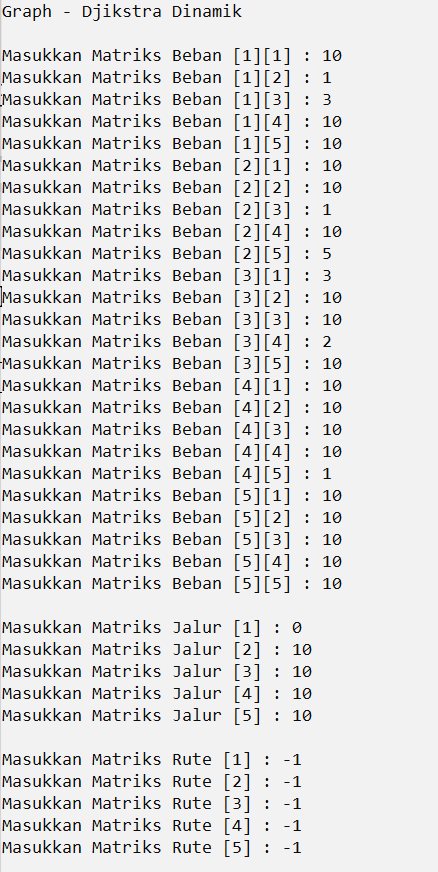 Graph - Djikstra Dinamik
Masukkan Matriks Beban [1][1] : 10
Masukkan Matriks Beban [1][2] : 1
Masukkan Matriks Beban [1][3] : 3
Masukkan Matriks Beban [1][4] : 10
Masukkan Matriks Beban [1][5] : 10
Masukkan Matriks Beban [2][1] : 10
Masukkan Matriks Beban [2][2] : 10
Masukkan Matriks Beban [2][3] : 1
Masukkan Matriks Beban [2][4] : 10
Masukkan Matriks Beban [2][5] : 5
Masukkan Matriks Beban [3][1] : 3
Masukkan Matriks Beban [3][2] : 10
Masukkan Matriks Beban [3][3] : 10
Masukkan Matriks Beban [3][4] : 2
Masukkan Matriks Beban [3][5] : 10
Masukkan Matriks Beban [4][1] : 10
Masukkan Matriks Beban [4][2] : 10
Masukkan Matriks Beban [4][3] : 10
Masukkan Matriks Beban [4][4] : 10
Masukkan Matriks Beban [4][5] : 1
Masukkan Matriks Beban [5][1] : 10
Masukkan Matriks Beban [5][2] : 10
Masukkan Matriks Beban [5][3] : 10
Masukkan Matriks Beban [5][4] : 10
Masukkan Matriks Beban [5][5] : 10
Masukkan Matriks Jalur [1] : 0
Masukkan Matriks Jalur [2] : 10
Masukkan Matriks Jalur [3] : 10
Masukkan Matriks Jalur [4] : 10
Masukkan Matriks Jalur [5] : 10
Masukkan Matriks Rute [1] : -1
Masukkan Matriks Rute [2] : -1
Masukkan Matriks Rute [3] : -1
Masukkan Matriks Rute [4] : -1
Masukkan Matriks Rute [5] : -1